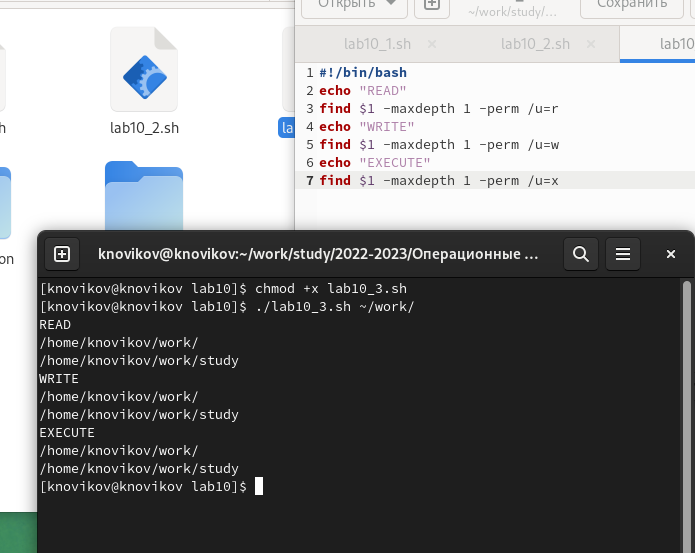 Открыть
~/work/study/…
Сохранить
lab10_1.sh ×
lab10_2.sh ×
lab10
1 #!/bin/bash
2 echo "READ"
3 find $1 -maxdepth 1 -perm /u=r
4 echo "WRITE"
5 find $1 -maxdepth 1 -perm /u=w
6 echo "EXECUTE"
7 find $1 -maxdepth 1 -perm /u=x
h
lab10_2.sh
la
on
knovikov@knovikov:~/work/study/2022-2023/Операционные …
[knovikov@knovikov lab10]$ chmod +x lab10_3.sh
[knovikov@knovikov lab10]$ ./lab10_3.sh ~/work/
READ
/home/knovikov/work/
/home/knovikov/work/study
WRITE
/home/knovikov/work/
/home/knovikov/work/study
EXECUTE
/home/knovikov/work/
/home/knovikov/work/study
[knovikov@knovikov lab10]$